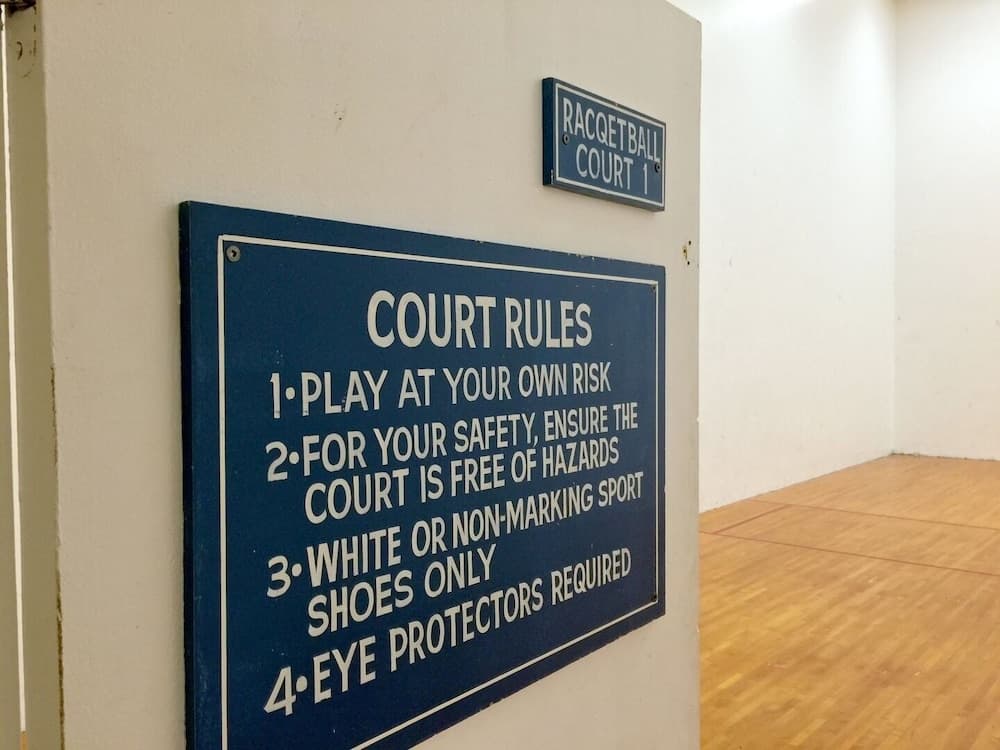 RACQETBALL
COURT 1
COURT RULES
1•PLAY AT YOUR OWN RISK
2•FOR YOUR SAFETY, ENSURE THE
COURT IS FREE OF HAZARDS
3•WHITE OR NON-MARKING SPORT
SHOES ONLY
4•EYE PROTECTORS REQUIRED